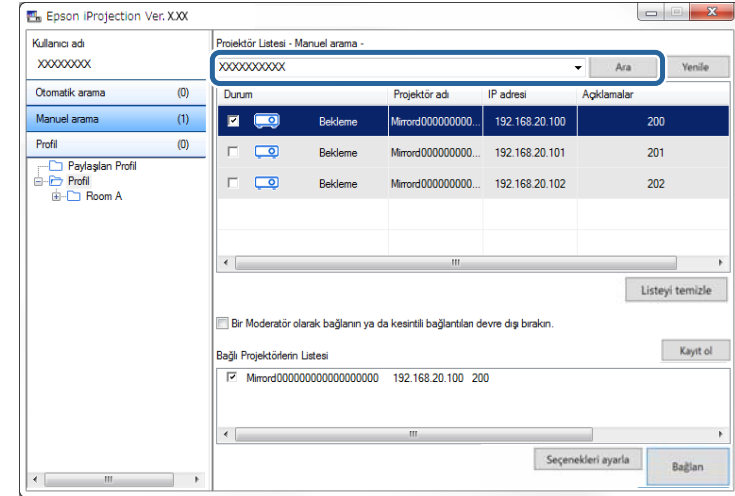 Epson iProjection Ver. X.XX
Kullanıcı adı
XXXXXXXX
Otomatik arama (0)
Manuel arama (1)
Profil (0)
Paylaşılan Profil
Profil
Room A
Projektör Listesi - Manuel arama -
XXXXXXXXXX Ara Yenile
Durum Projektör adı IP adresi Açıklamalar
Bekleme Mirrord000000000... 192.168.20.100 200
Bekleme Mirrord000000000... 192.168.20.101 201
Bekleme Mirrord000000000... 192.168.20.102 202
Listeyi temizle
Bir Moderatör olarak bağlanın ya da kesintili bağlantıları devre dışı bırakın.
Kayıt ol
Bağlı Projektörlerin Listesi
Mirrord000000000000000000 192.168.20.100 200
Seçenekleri ayarla Bağlan